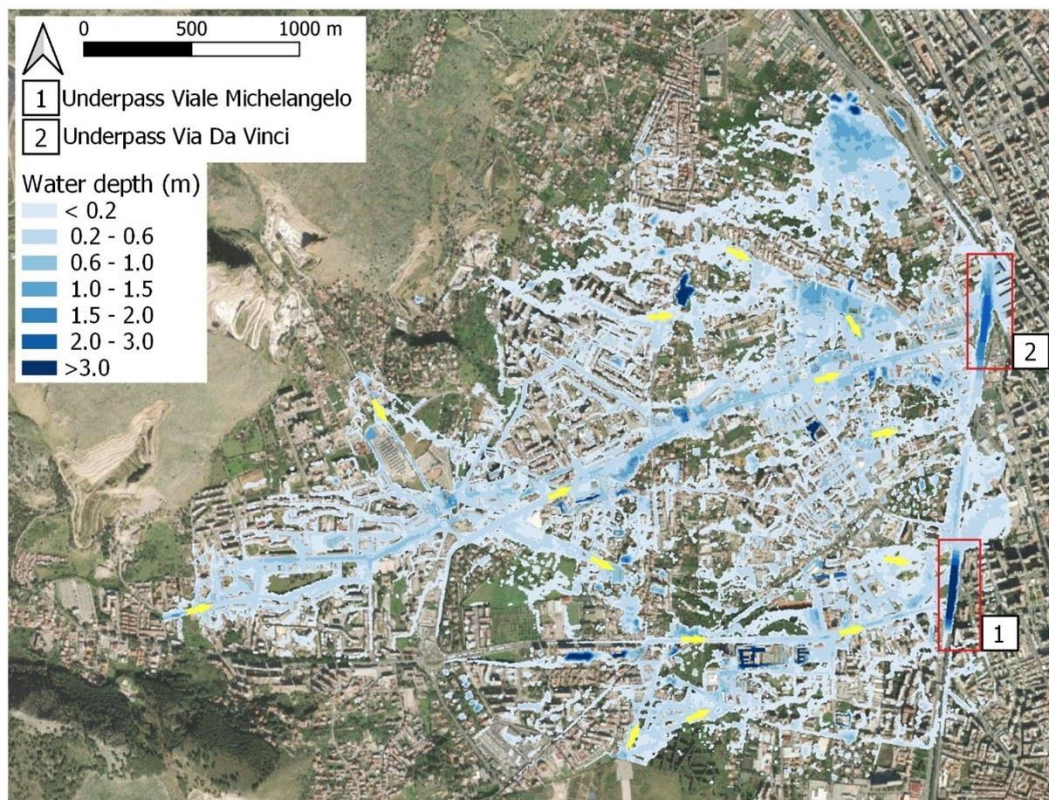 0 500 1000 m
1 Underpass Viale Michelangelo
2 Underpass Via Da Vinci
Water depth (m)
< 0.2
0.2 - 0.6
0.6 - 1.0
1.0 - 1.5
1.5 - 2.0
2.0 - 3.0
>3.0
2
1